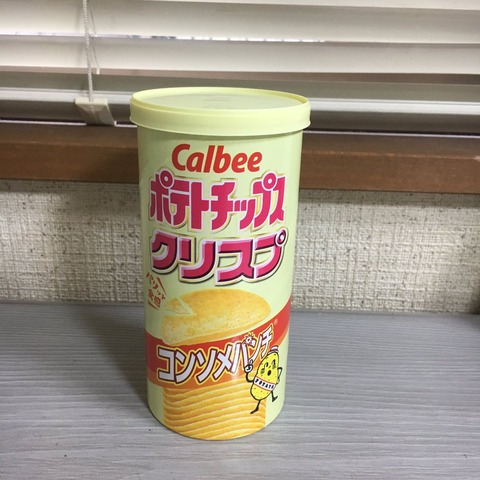 Calbee
ポテトチップス
クリスプ
コンソメパンチ®
POTATO